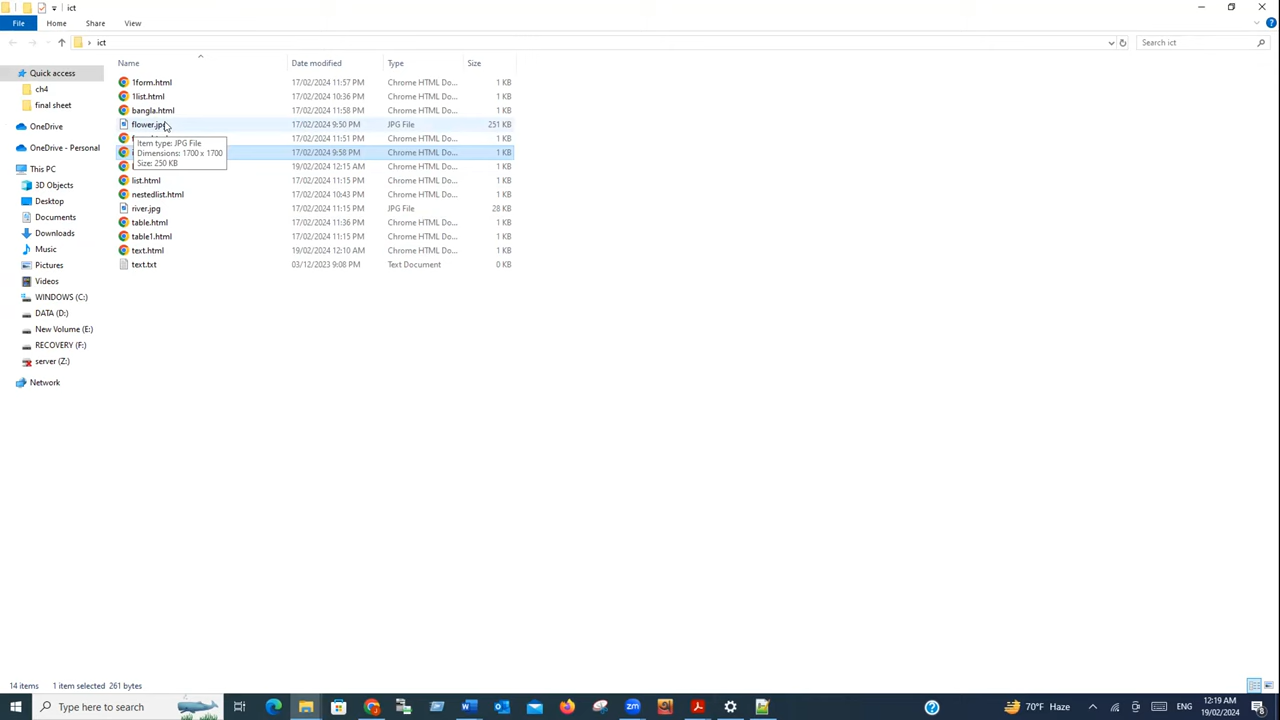 ict
File Home Share View
ict
Search ict
Name Date modified Type Size
Quick access
ch4
final sheet
OneDrive
OneDrive - Personal
This PC
3D Objects
Desktop
Documents
Downloads
Music
Pictures
Videos
WINDOWS (C:)
DATA (D:)
New Volume (E:)
RECOVERY (F:)
server (Z:)
Network
1form.html 17/02/2024 11:57 PM Chrome HTML Do... 1 KB
1list.html 17/02/2024 10:36 PM Chrome HTML Do... 1 KB
bangla.html 17/02/2024 11:58 PM Chrome HTML Do... 1 KB
flower.jpg 17/02/2024 9:50 PM JPG File 251 KB
17/02/2024 11:51 PM Chrome HTML Do... 1 KB
17/02/2024 9:58 PM Chrome HTML Do... 1 KB
19/02/2024 12:15 AM Chrome HTML Do... 1 KB
list.html 17/02/2024 11:15 PM Chrome HTML Do... 1 KB
nestedlist.html 17/02/2024 10:43 PM Chrome HTML Do... 1 KB
river.jpg 17/02/2024 11:15 PM JPG File 28 KB
table.html 17/02/2024 11:36 PM Chrome HTML Do... 1 KB
table1.html 17/02/2024 11:15 PM Chrome HTML Do... 1 KB
text.html 19/02/2024 12:10 AM Chrome HTML Do... 1 KB
text.txt 03/12/2023 9:08 PM Text Document 0 KB
Item type: JPG File
Dimensions: 1700 x 1700
Size: 250 KB
14 items 1 item selected 261 bytes
Type here to search
70°F Haze
ENG
12:19 AM
19/02/2024